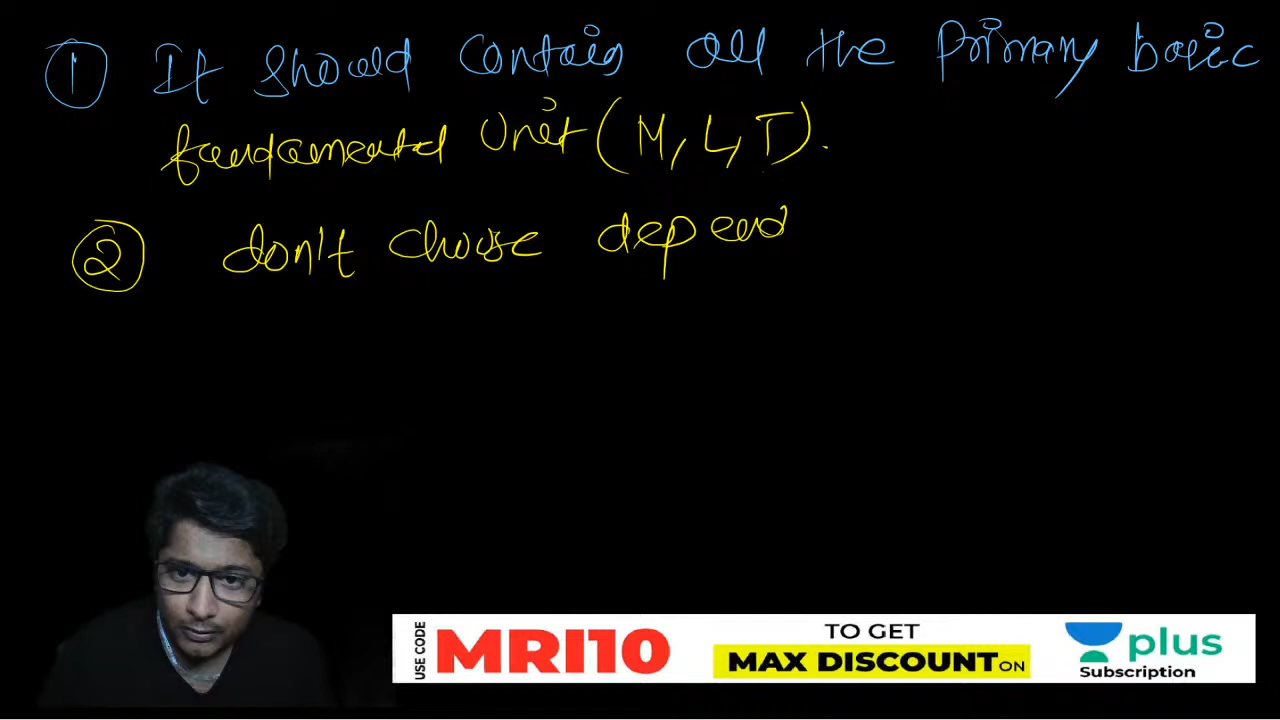 ① It should contains all the primary basic
fundamental Unit (M, L, T).
② don't choose depend
USE CODE
MRI10
TO GET
MAX DISCOUNT ON
plus
Subscription